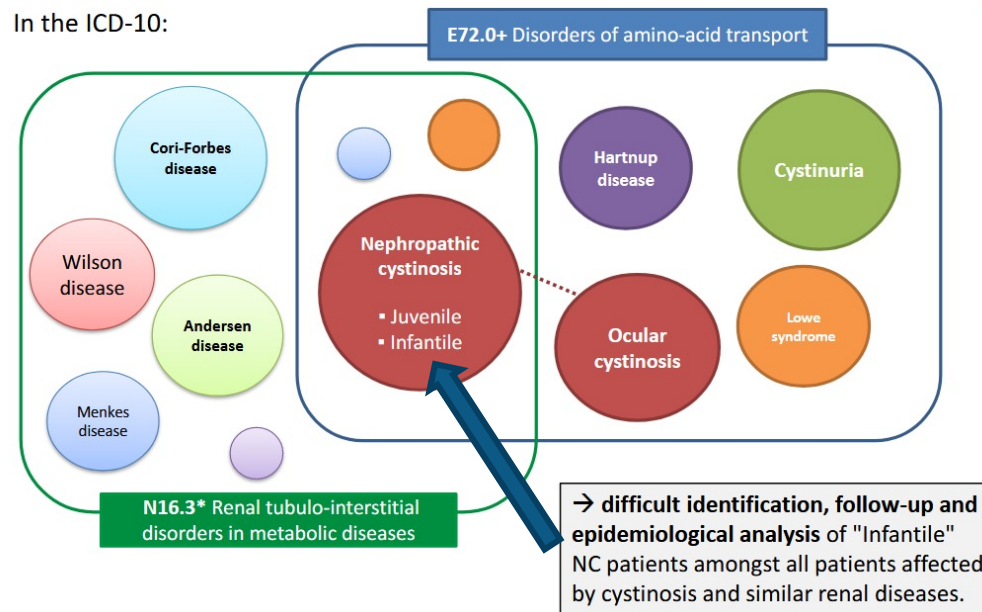 In the ICD-10:
E72.0+ Disorders of amino-acid transport
Cori-Forbes
disease
Hartnup
disease
Cystinuria
Wilson
disease
Nephropathic
cystinosis
▪ Juvenile
▪ Infantile
Andersen
disease
Ocular
cystinosis
Lowe
syndrome
Menkes
disease
N16.3* Renal tubulo-interstitial
disorders in metabolic diseases
→ difficult identification, follow-up and
epidemiological analysis of "Infantile"
NC patients amongst all patients affected
by cystinosis and similar renal diseases.